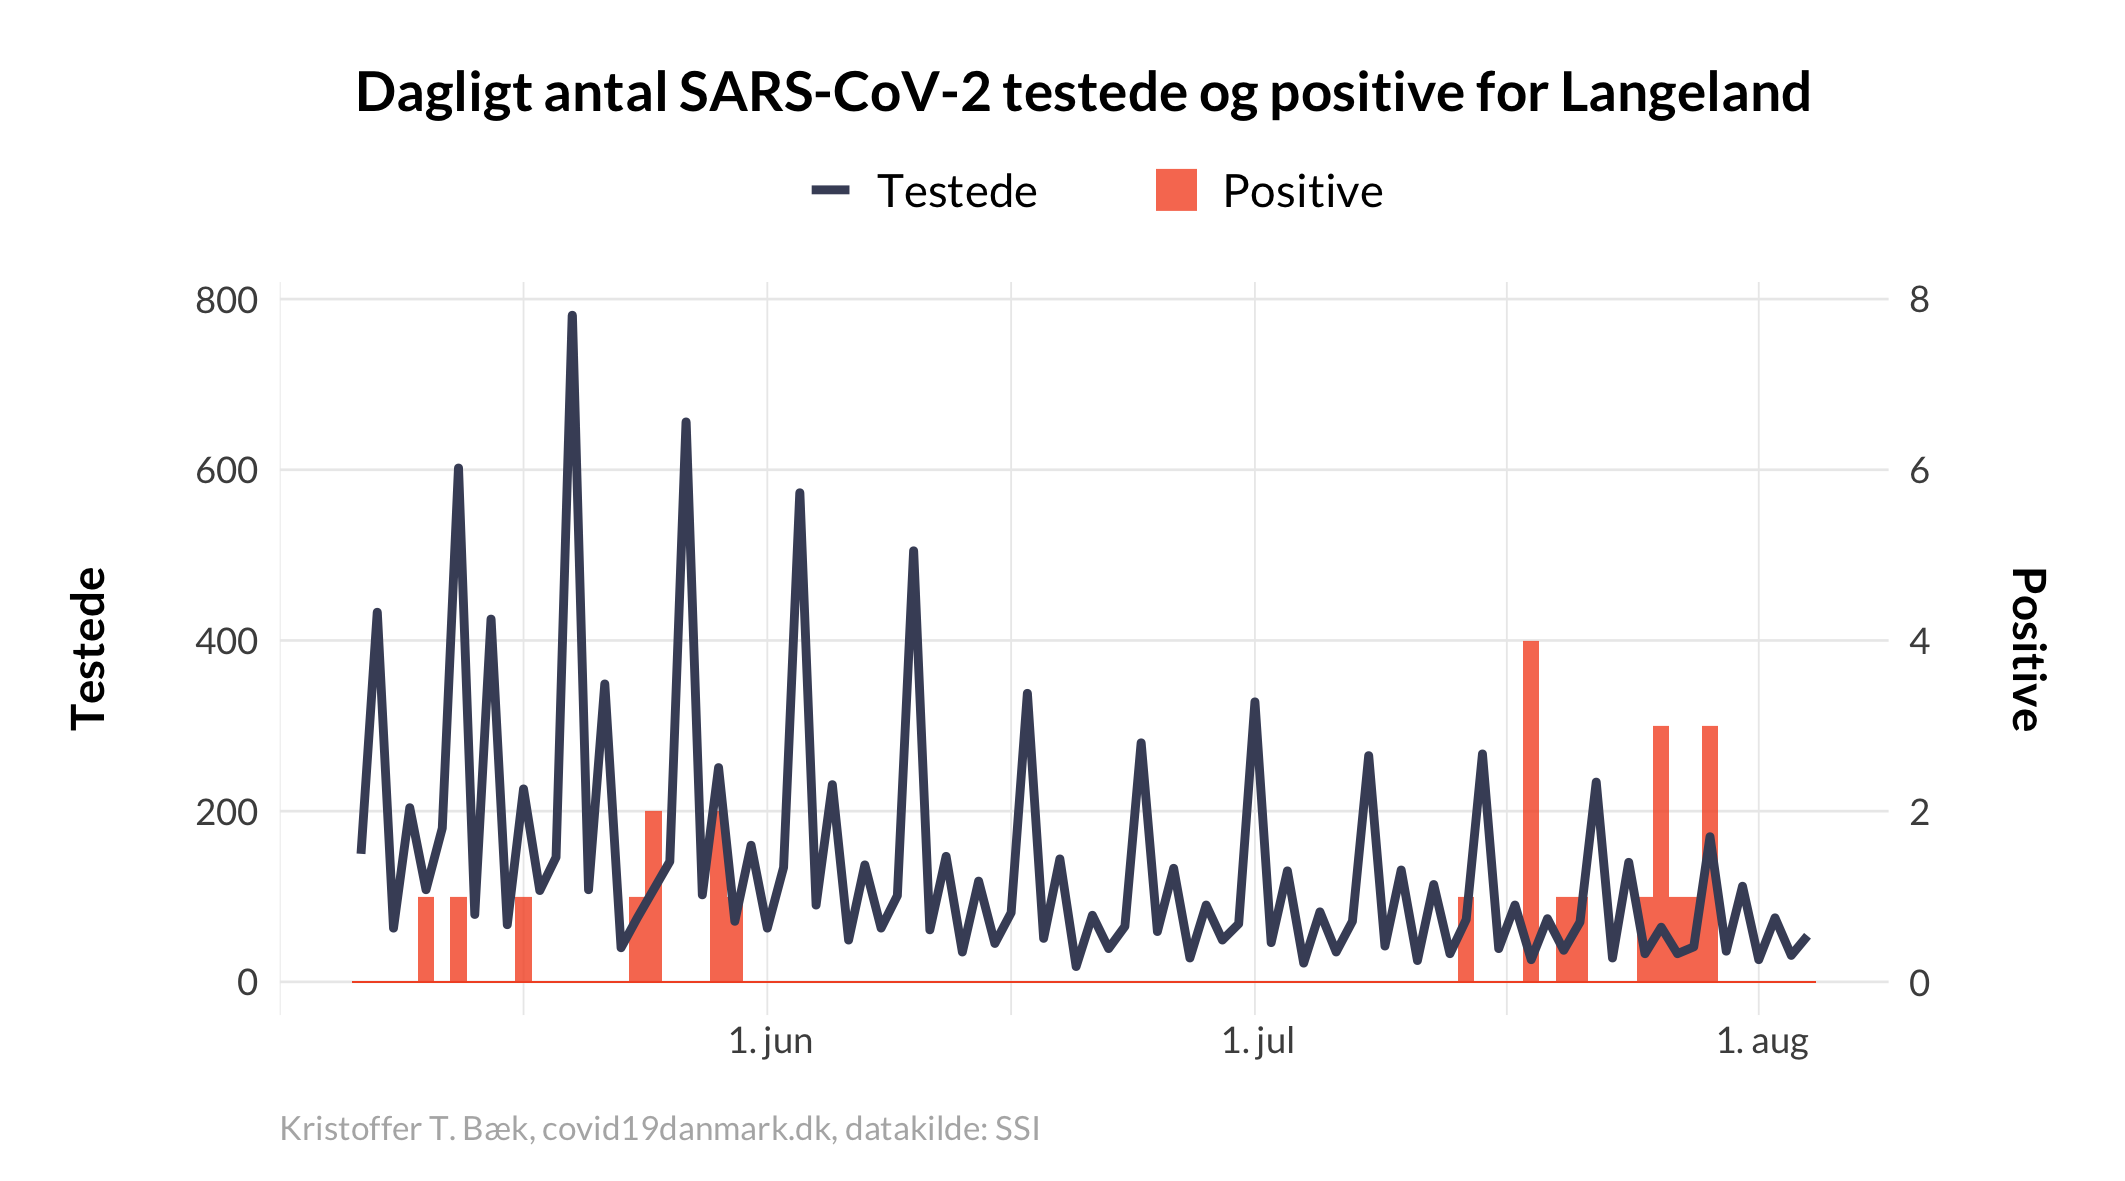 Dagligt antal SARS-CoV-2 testede og positive for Langeland
Testede
Positive
800
600
400
200
0
8
6
4
2
0
Testede
Positive
1. jun
1. jul
1. aug
Kristoffer T. Bæk, covid19danmark.dk, datakilde: SSI